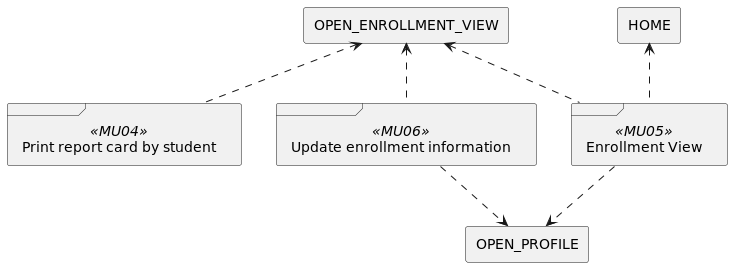 OPEN_ENROLLMENT_VIEW
HOME
«MU04»
Print report card by student
«MU06»
Update enrollment information
«MU05»
Enrollment View
OPEN_PROFILE